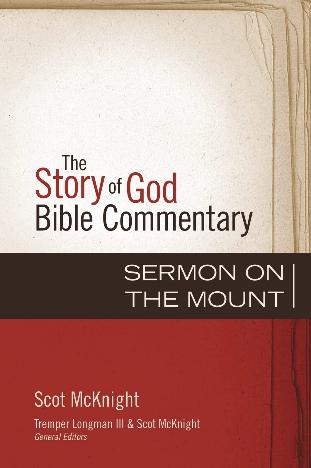 The
Story of God
Bible Commentary
SERMON ON
THE MOUNT
Scot McKnight
Tremper Longman III & Scot McKnight
General Editors